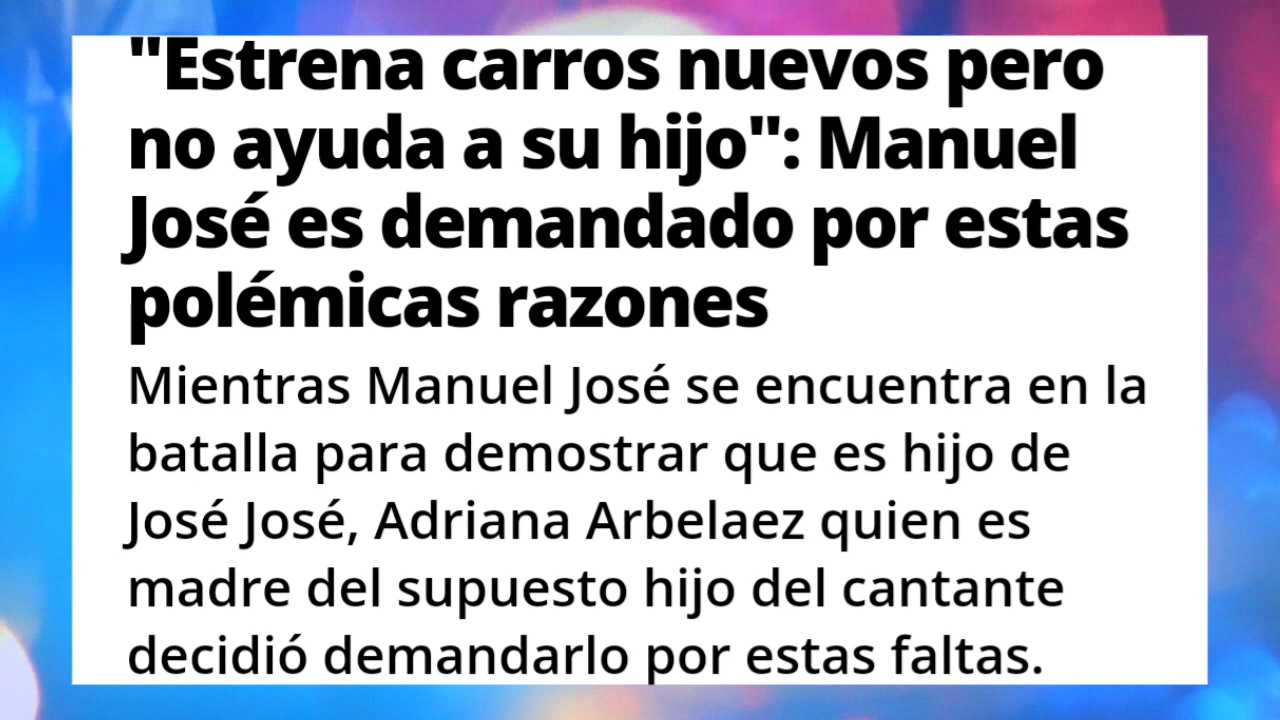 "Estrena carros nuevos pero
no ayuda a su hijo": Manuel
José es demandado por estas
polémicas razones
Mientras Manuel José se encuentra en la
batalla para demostrar que es hijo de
José José, Adriana Arbelaez quien es
madre del supuesto hijo del cantante
decidió demandarlo por estas faltas.